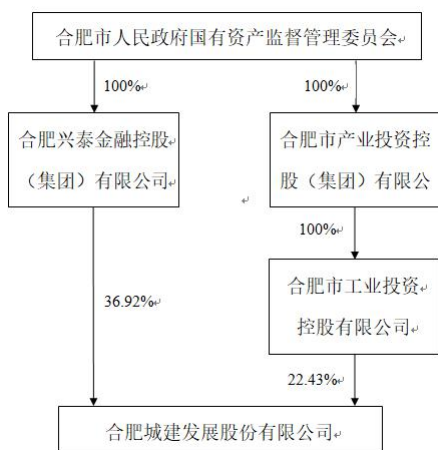 合肥市人民政府国有资产监督管理委员会
100%
100%
合肥兴泰金融控股
（集团）有限公司
合肥市产业投资控
股（集团）有限公
100%
36.92%
合肥市工业投资
控股有限公司
22.43%
合肥城建发展股份有限公司